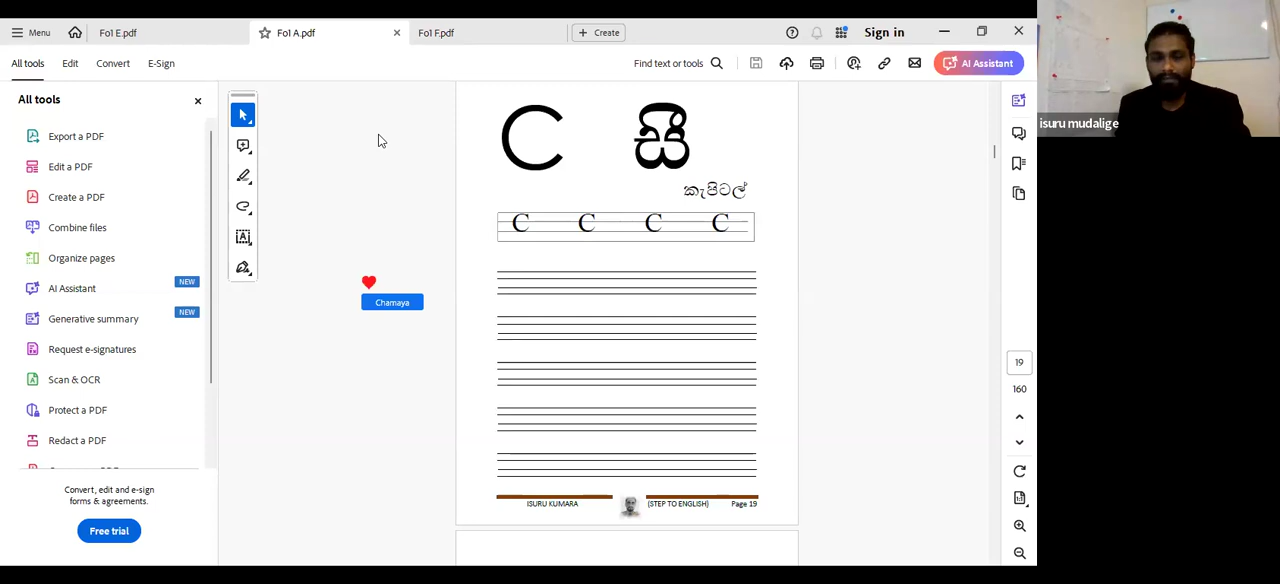 Menu
Fo1 E.pdf
Fo1 A.pdf
Fo1 F.pdf
Create
Sign in
All tools
Edit
Convert
E-Sign
Find text or tools
AI Assistant
All tools
Export a PDF
Edit a PDF
Create a PDF
Combine files
Organize pages
AI Assistant NEW
Generative summary NEW
Request e-signatures
Scan & OCR
Protect a PDF
Redact a PDF
Convert, edit and e-sign
forms & agreements.
Free trial
Chamaya
C සී
කැපිටල්
C C C C
ISURU KUMARA (STEP TO ENGLISH) Page 19
19
160
isuru mudalige